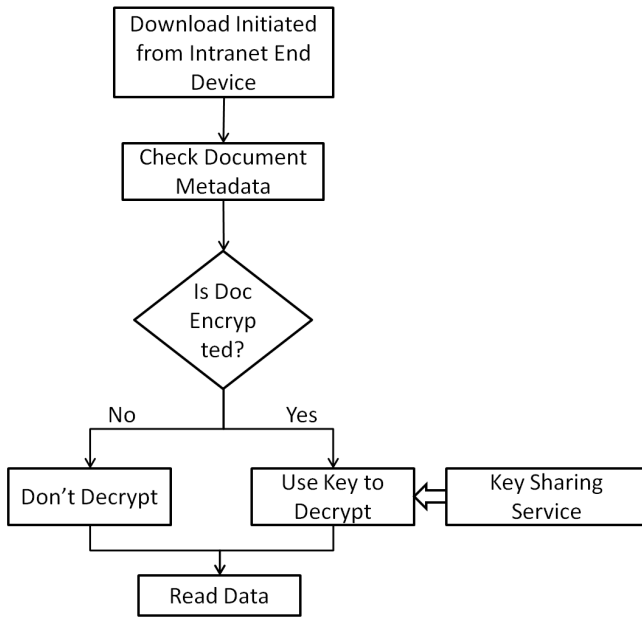 Download Initiated
from Intranet End
Device
Check Document
Metadata
Is Doc
Encryp
ted?
No
Yes
Don't Decrypt
Use Key to
Decrypt
Key Sharing
Service
Read Data